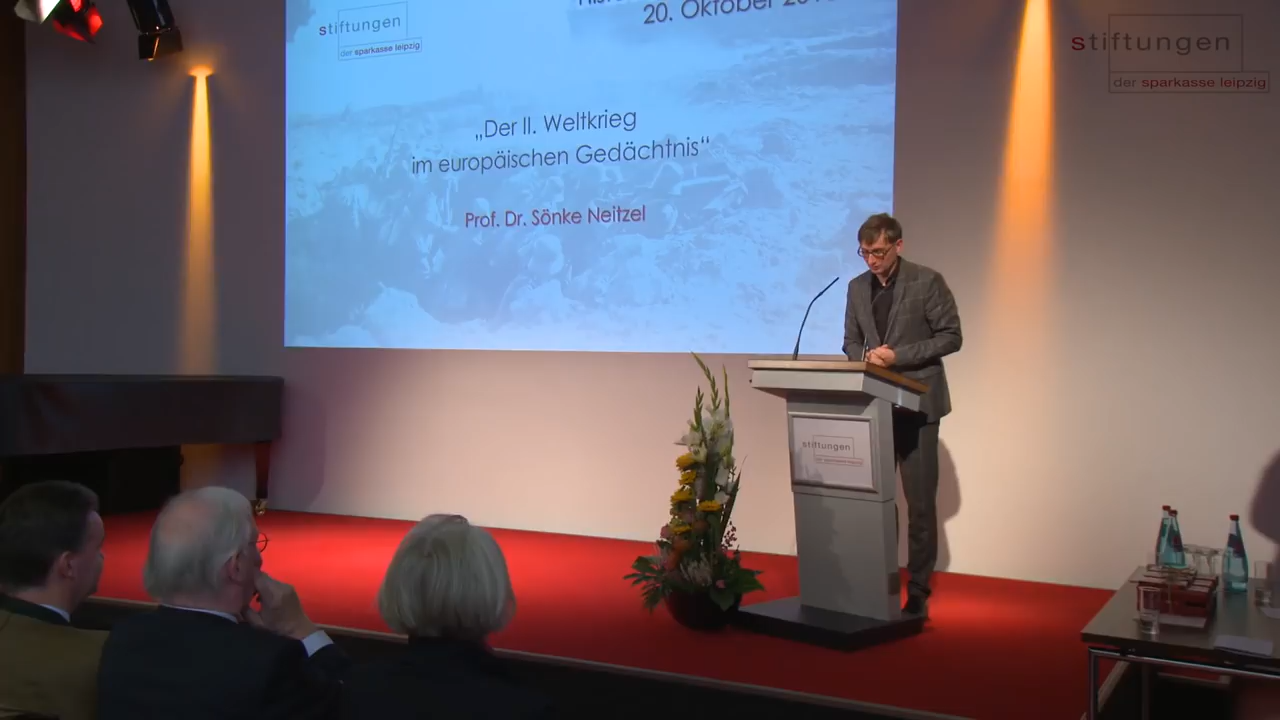 stiftungen
der sparkasse leipzig
20. Oktober
„Der II. Weltkrieg
im europäischen Gedächtnis“
Prof. Dr. Sönke Neitzel
stiftungen
der sparkasse leipzig
stiftungen
der sparkasse leipzig